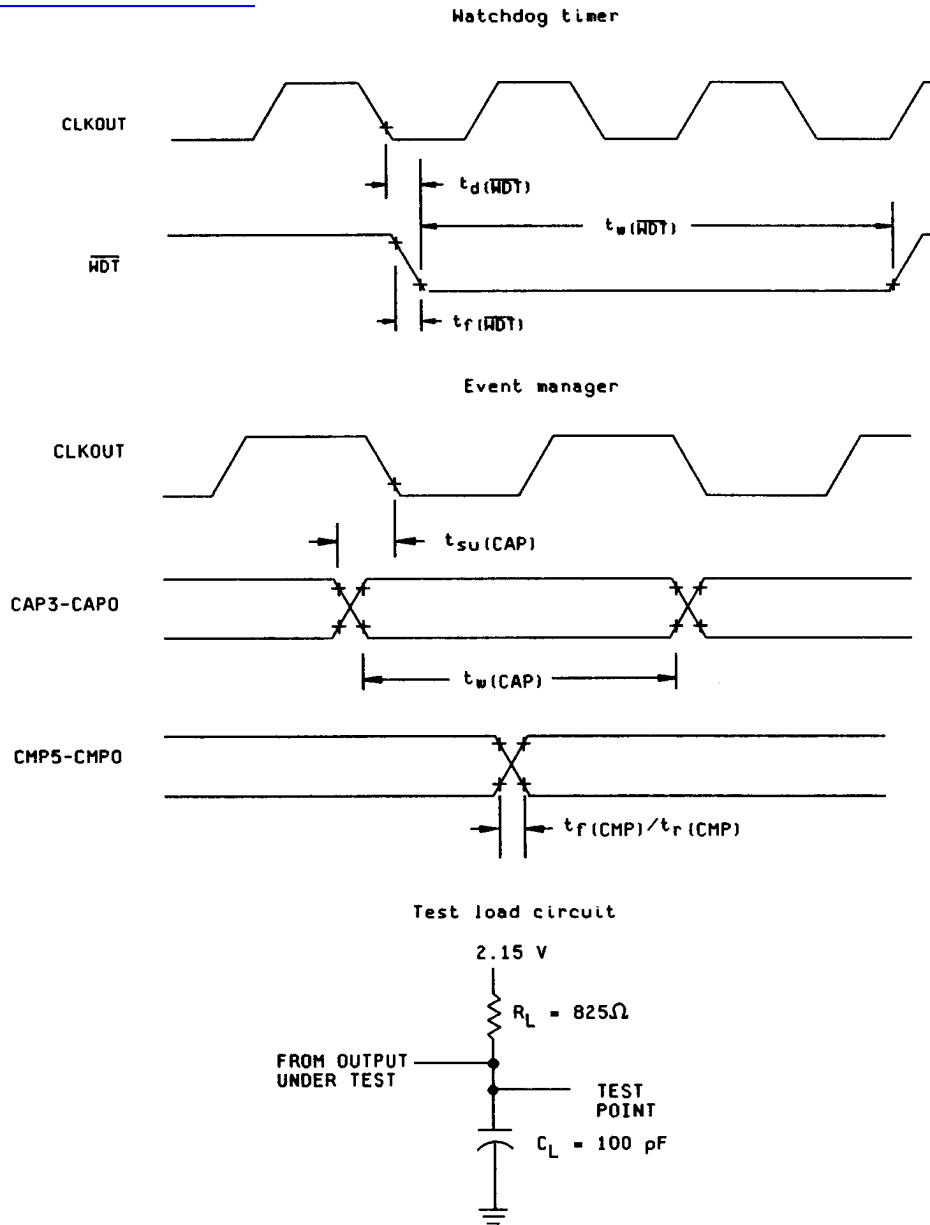 Watchdog timer
CLKOUT
td(WDT)
tw(WDT)
WDT
tf(WDT)
Event manager
CLKOUT
tsu(CAP)
CAP3-CAP0
tw(CAP)
CMP5-CMP0
tf(CMP)/tr(CMP)
Test load circuit
2.15 V
RL = 825Ω
FROM OUTPUT
UNDER TEST
TEST
POINT
CL = 100 pF